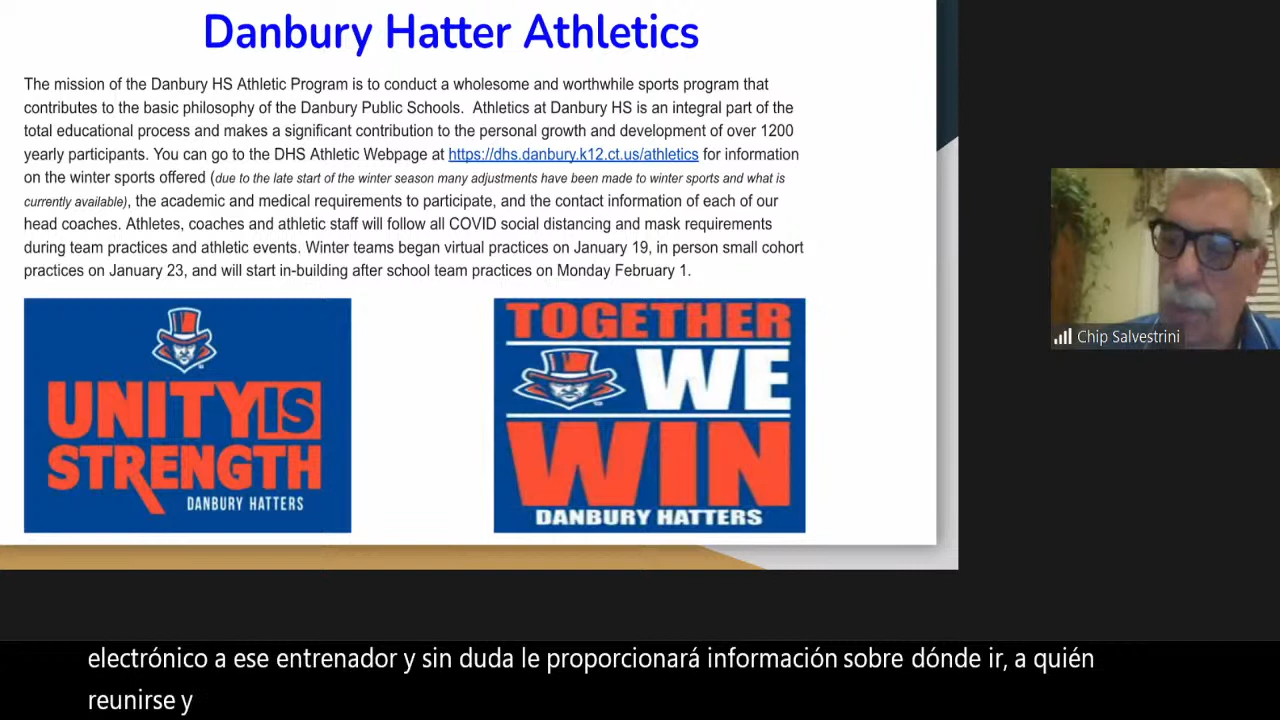 Danbury Hatter Athletics
The mission of the Danbury HS Athletic Program is to conduct a wholesome and worthwhile sports program that
contributes to the basic philosophy of the Danbury Public Schools. Athletics at Danbury HS is an integral part of the
total educational process and makes a significant contribution to the personal growth and development of over 1200
yearly participants. You can go to the DHS Athletic Webpage at https://dhs.danbury.k12.ct.us/athletics for information
on the winter sports offered (due to the late start of the winter season many adjustments have been made to winter sports and what is
currently available), the academic and medical requirements to participate, and the contact information of each of our
head coaches. Athletes, coaches and athletic staff will follow all COVID social distancing and mask requirements
during team practices and athletic events. Winter teams began virtual practices on January 19, in person small cohort
practices on January 23, and will start in-building after school team practices on Monday February 1.
UNITY IS
STRENGTH
DANBURY HATTERS
TOGETHER
WE
WIN
DANBURY HATTERS
Chip Salvestrini
electrónico a ese entrenador y sin duda le proporcionará información sobre dónde ir, a quién
reunirse y